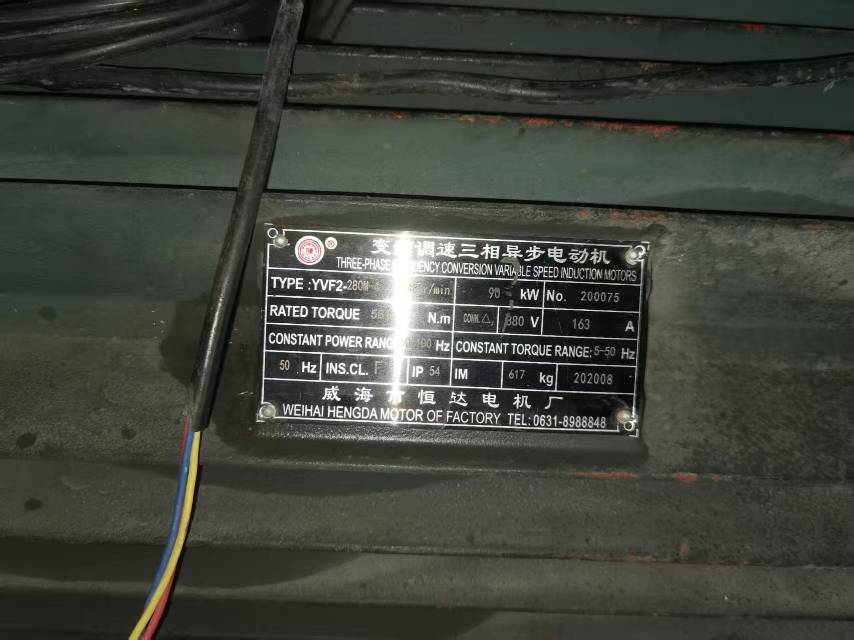 变 调速三相异步电动机
THREE-PHASE CONVERSION VARIABLE SPEED INDUCTION MOTORS
TYPE :YVF2-280M- r/min 90 kW No. 200075
RATED TORQUE N.m CONN.△, 380 V 163 A
CONSTANT POWER RANGE Hz CONSTANT TORQUE RANGE: 5-50 Hz
50 Hz INS.CL. F IP 54 IM 617 kg 202008
威海市恒达电机厂
WEIHAI HENGDA MOTOR OF FACTORY TEL: 0631-8988848